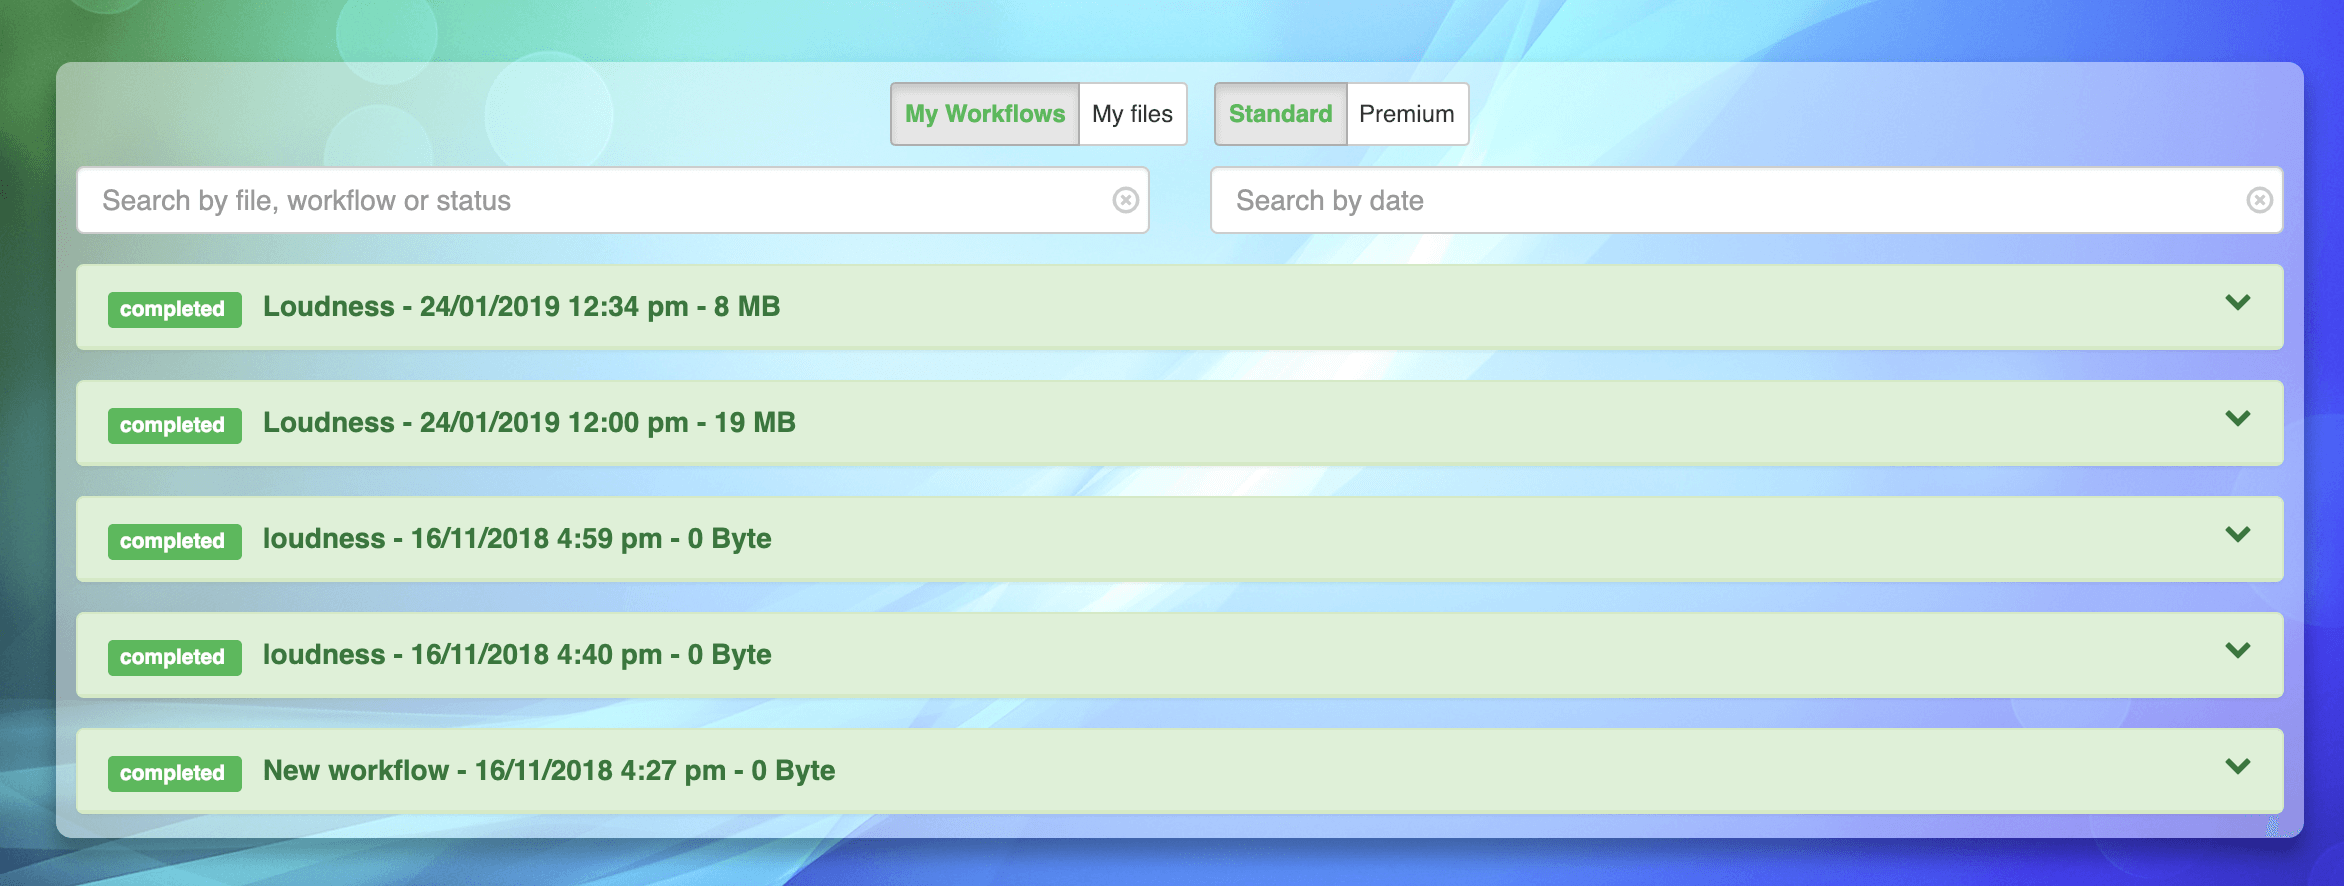 My Workflows My files Standard Premium
Search by file, workflow or status Search by date
completed Loudness - 24/01/2019 12:34 pm - 8 MB
completed Loudness - 24/01/2019 12:00 pm - 19 MB
completed loudness - 16/11/2018 4:59 pm - 0 Byte
completed loudness - 16/11/2018 4:40 pm - 0 Byte
completed New workflow - 16/11/2018 4:27 pm - 0 Byte